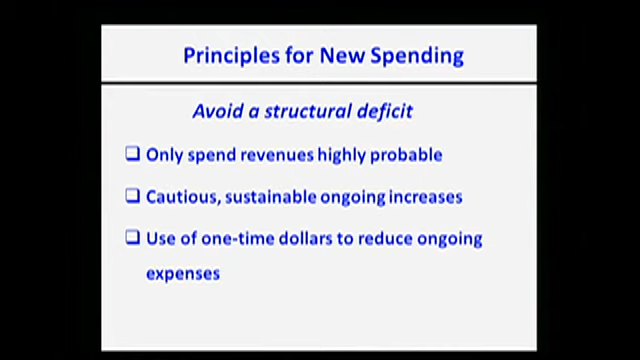 Principles for New Spending
Avoid a structural deficit
Only spend revenues highly probable
Cautious, sustainable ongoing increases
Use of one-time dollars to reduce ongoing
expenses